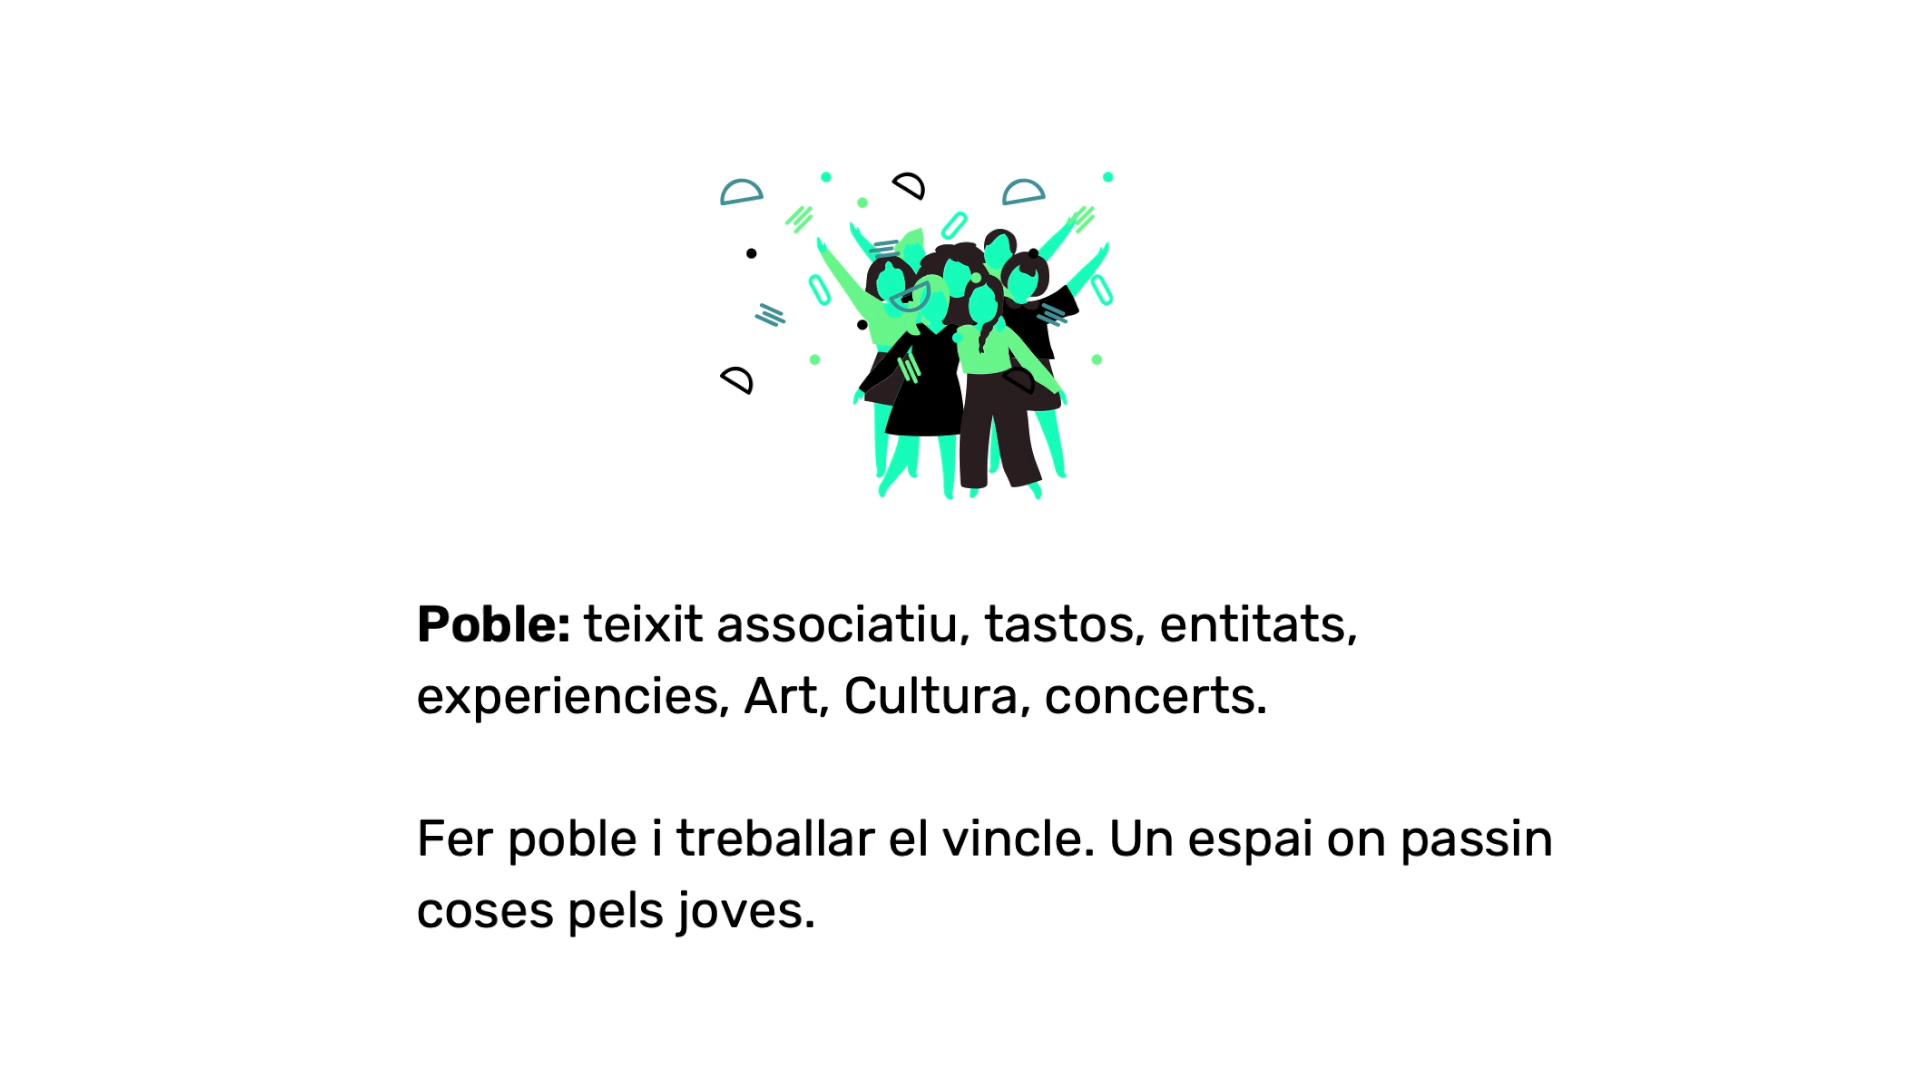 Poble: teixit associatiu, tastos, entitats,
experiencies, Art, Cultura, concerts.
Fer poble i treballar el vincle. Un espai on passin
coses pels joves.